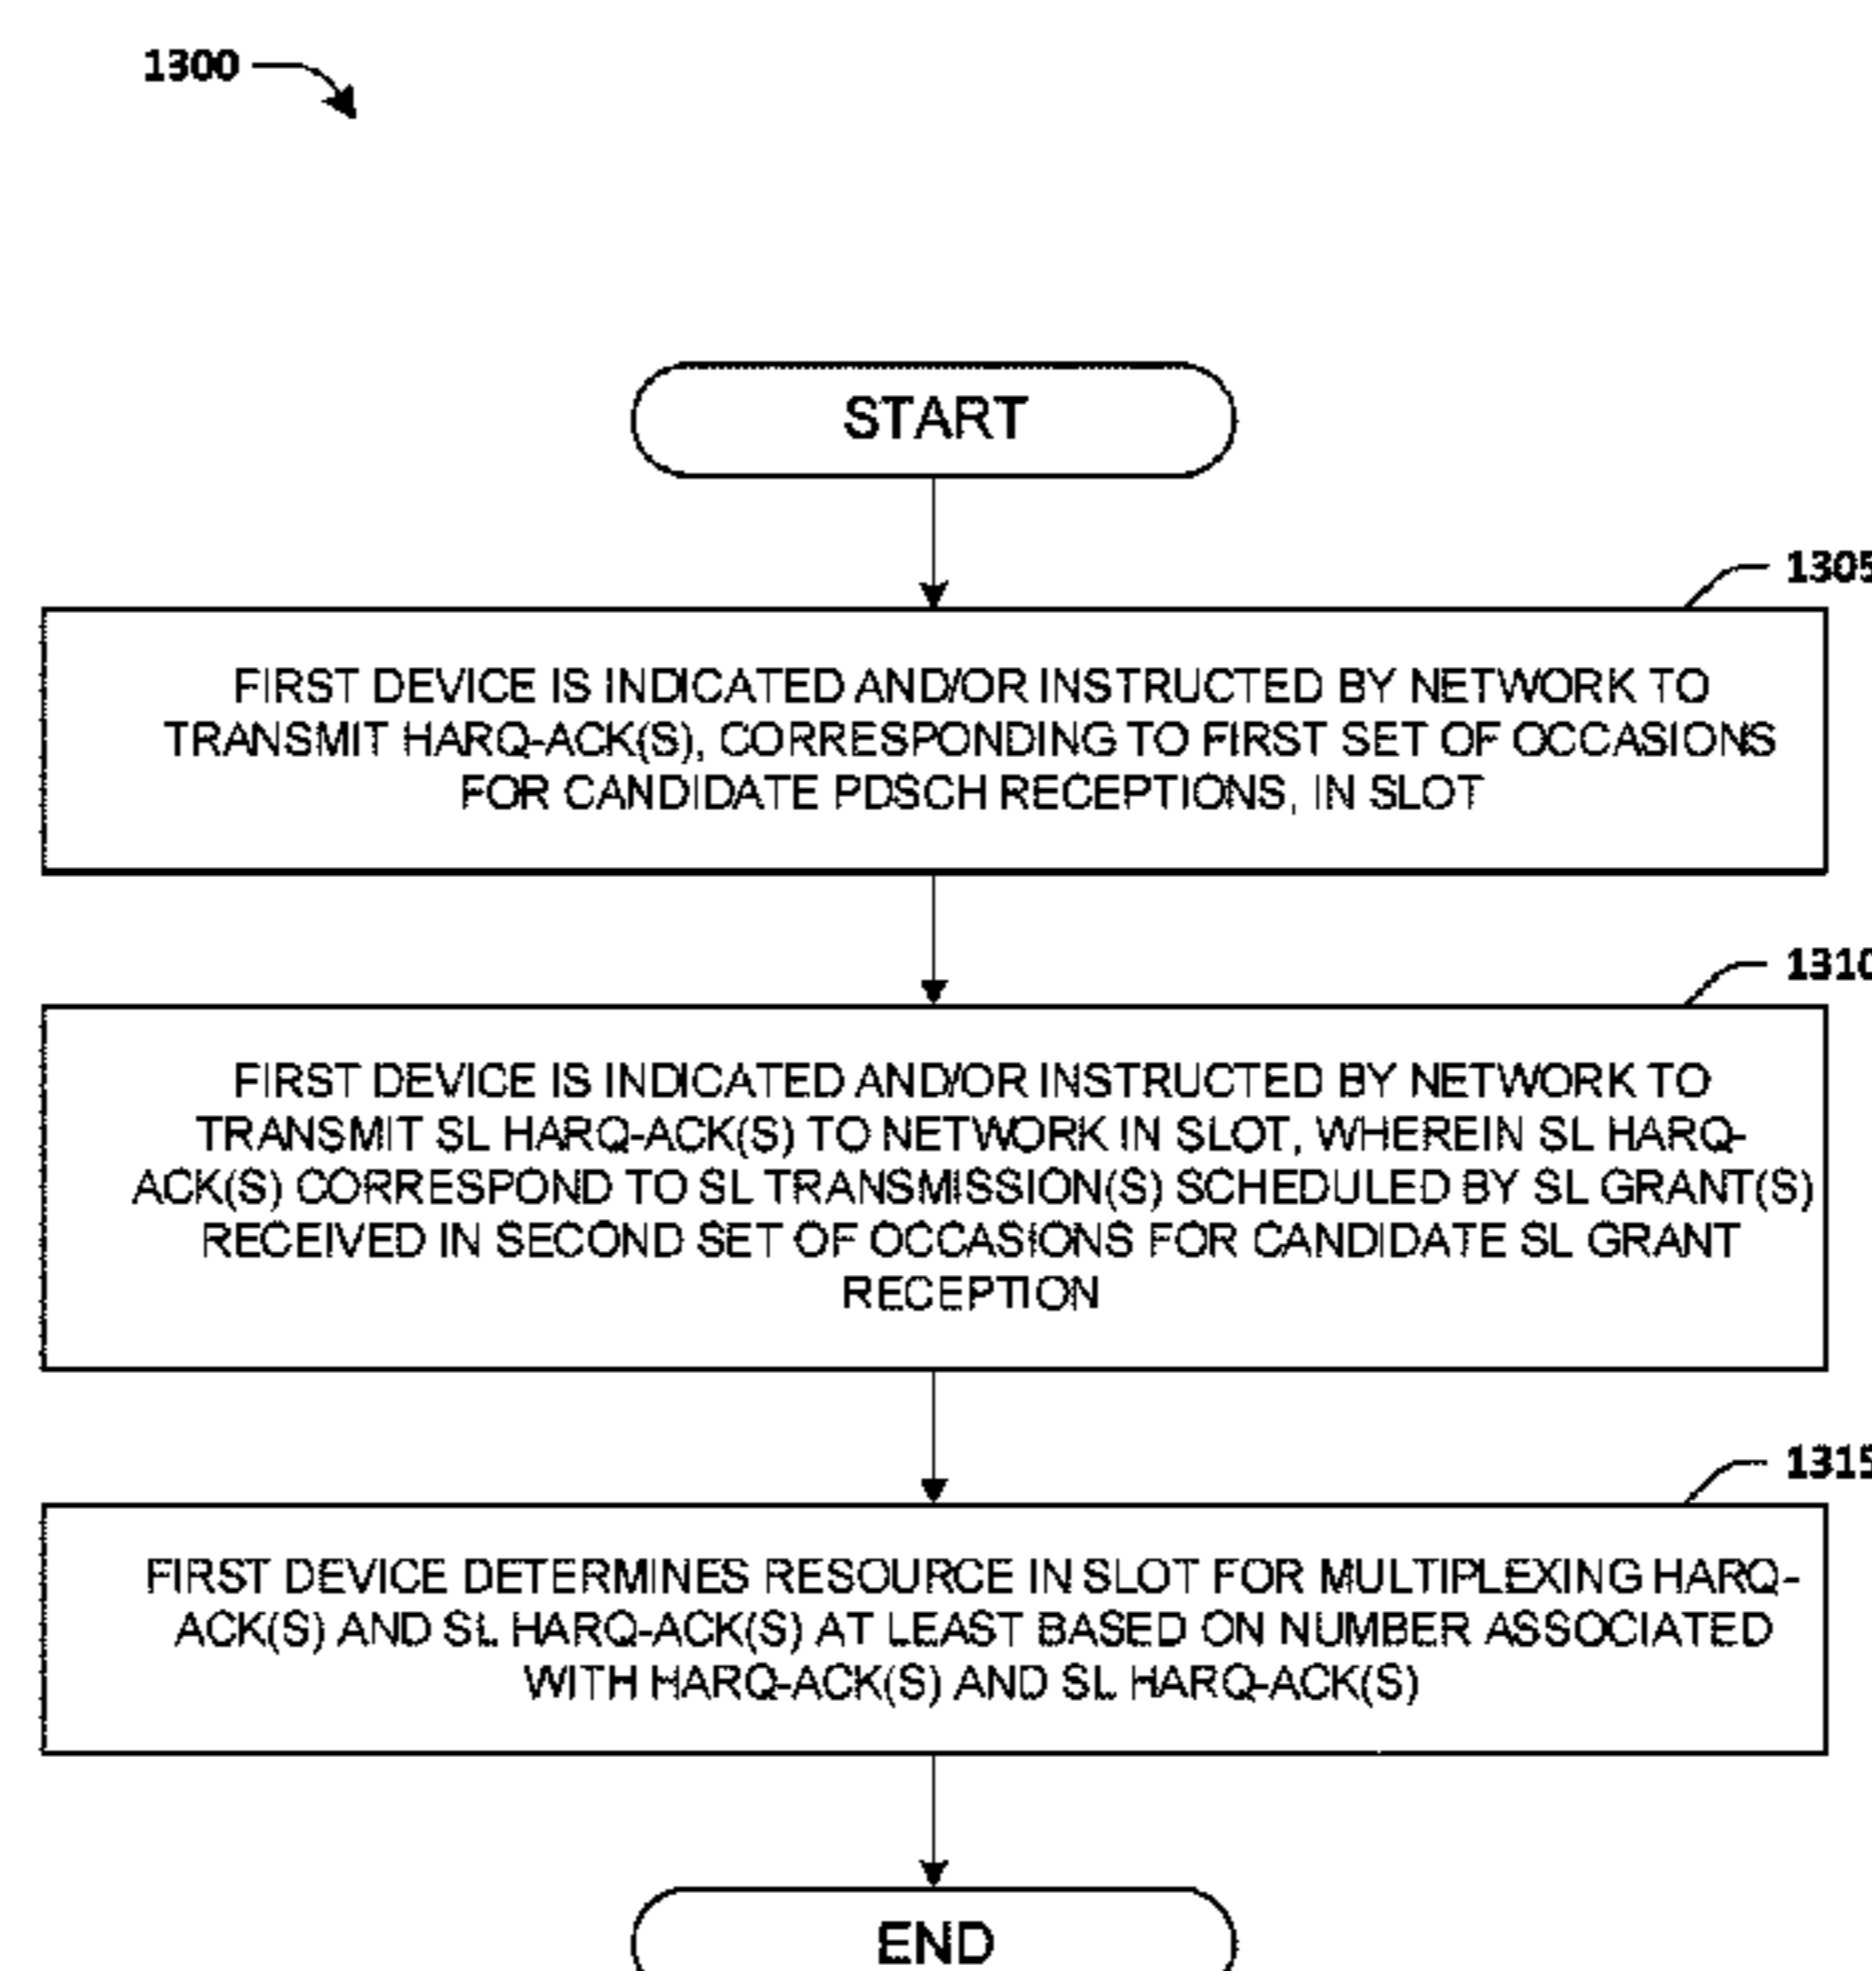 1300
START
1305
FIRST DEVICE IS INDICATED AND/OR INSTRUCTED BY NETWORK TO
TRANSMIT HARQ-ACK(S), CORRESPONDING TO FIRST SET OF OCCASIONS
FOR CANDIDATE PDSCH RECEPTIONS, IN SLOT
1310
FIRST DEVICE IS INDICATED AND/OR INSTRUCTED BY NETWORK TO
TRANSMIT SL HARQ-ACK(S) TO NETWORK IN SLOT, WHEREIN SL HARQ-
ACK(S) CORRESPOND TO SL TRANSMISSION(S) SCHEDULED BY SL GRANT(S)
RECEIVED IN SECOND SET OF OCCASIONS FOR CANDIDATE SL GRANT
RECEPTION
1315
FIRST DEVICE DETERMINES RESOURCE IN SLOT FOR MULTIPLEXING HARQ-
ACK(S) AND SL HARQ-ACK(S) AT LEAST BASED ON NUMBER ASSOCIATED
WITH HARQ-ACK(S) AND SL HARQ-ACK(S)
END